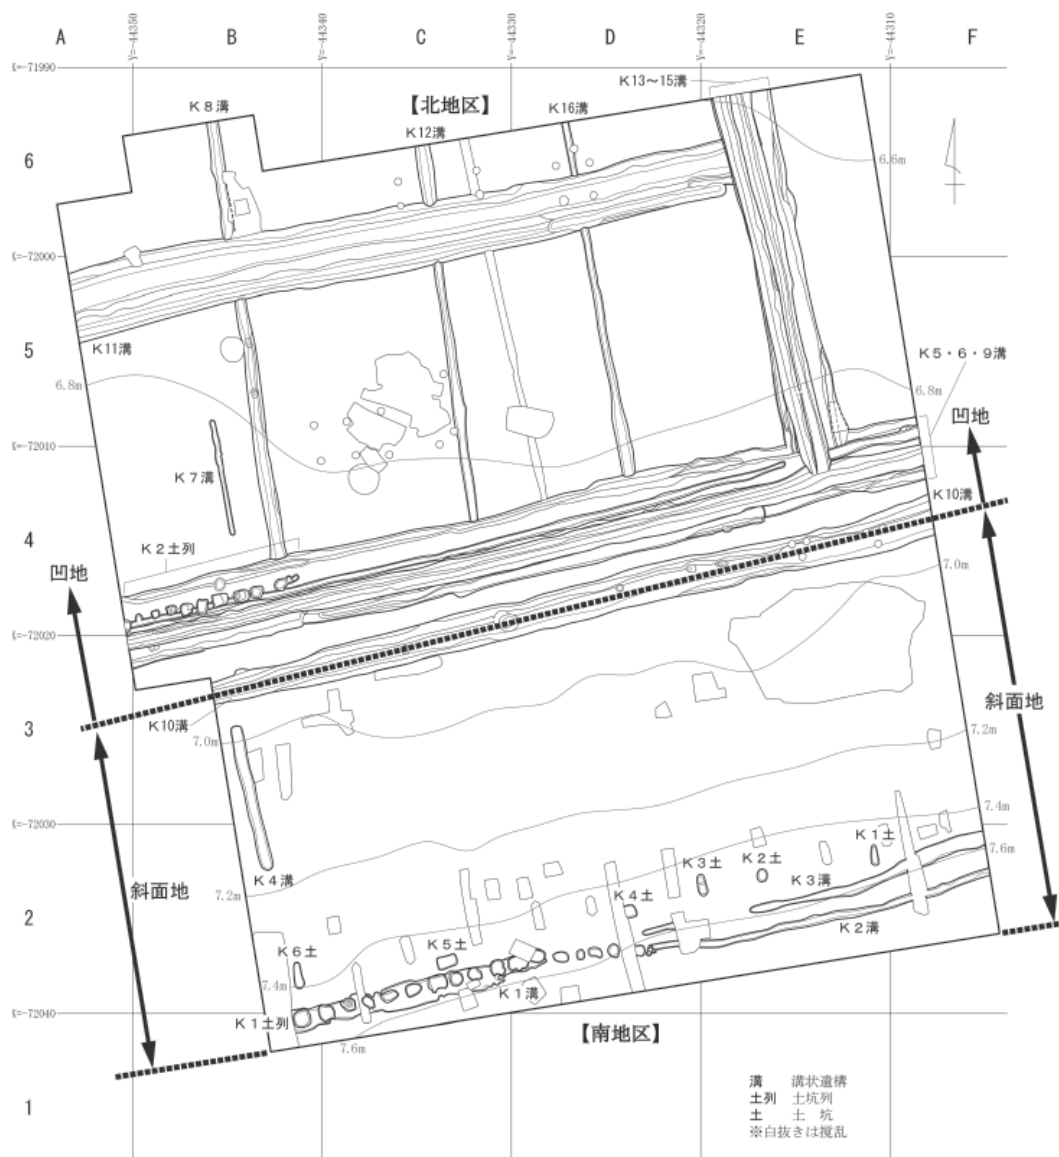 A B C D E F
Y=-44350
Y=-44340
Y=-44330
Y=-44320
Y=-44310
X=-71990
K13～15溝
K8溝
【北地区】
K12溝
K16溝
6
6.6m
X=-72000
5
K11溝
6.8m
K5・6・9溝
6.8m
凹地
X=-72010
K7溝
K10溝
4
K2土列
凹地
7.0m
X=-72020
3
K10溝
7.0m
斜面地
7.2m
X=-72030
7.4m
K1土
K2土
K3土
K3溝
7.6m
K4溝
斜面地
7.2m
K4土
2
K2溝
K6土
K5土
7.4m
K1溝
X=-72040
K1土列
【南地区】
7.6m
1
溝 溝状遺構
土列 土坑列
土 土 坑
※白抜きは攪乱